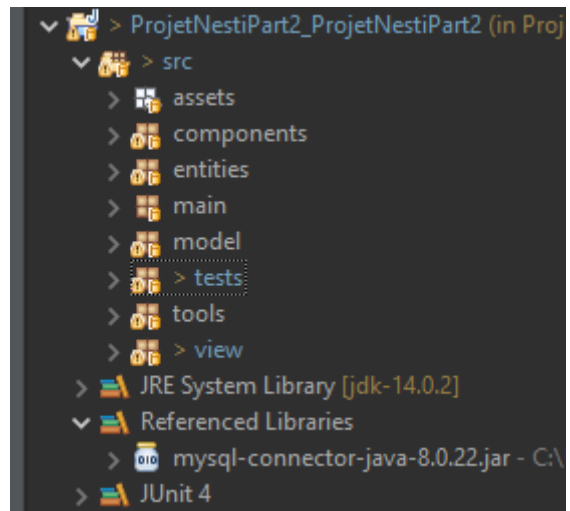 > ProjetNestiPart2_ProjetNestiPart2 (in Proj
> src
assets
components
entities
main
model
> tests
tools
> view
JRE System Library [jdk-14.0.2]
Referenced Libraries
mysql-connector-java-8.0.22.jar - C:\
JUnit 4